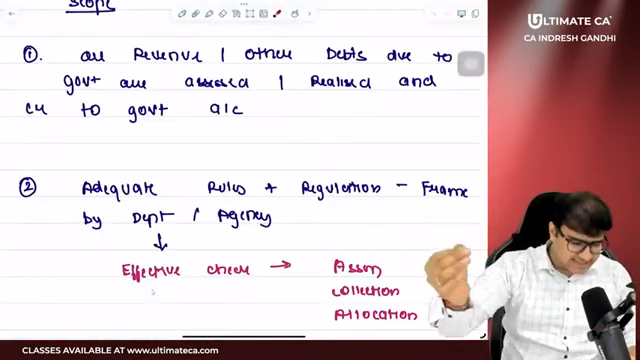 Scope
ULTIMATE CA
CA INDRESH GANDHI
① all Revenue / other Debts due to
govt are assessed / Realised and
cr to govt a/c
② Adequate Rules + Regulation - Frame
by Dept / Agency
↓
Effective check → Assm
collection
Allocation
CLASSES AVAILABLE AT www.ultimateca.com